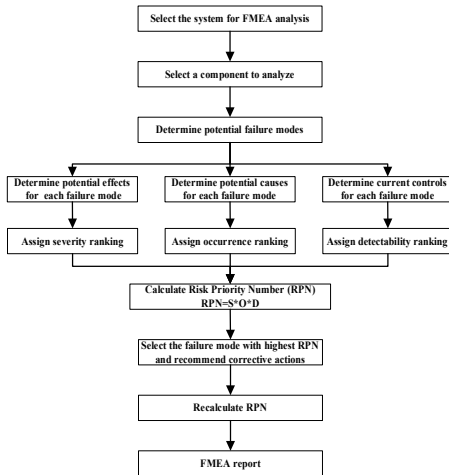 Select the system for FMEA analysis
Select a component to analyze
Determine potential failure modes
Determine potential effects
for each failure mode
Determine potential causes
for each failure mode
Determine current controls
for each failure mode
Assign severity ranking
Assign occurrence ranking
Assign detectability ranking
Calculate Risk Priority Number (RPN)
RPN=S*O*D
Select the failure mode with highest RPN
and recommend corrective actions
Recalculate RPN
FMEA report